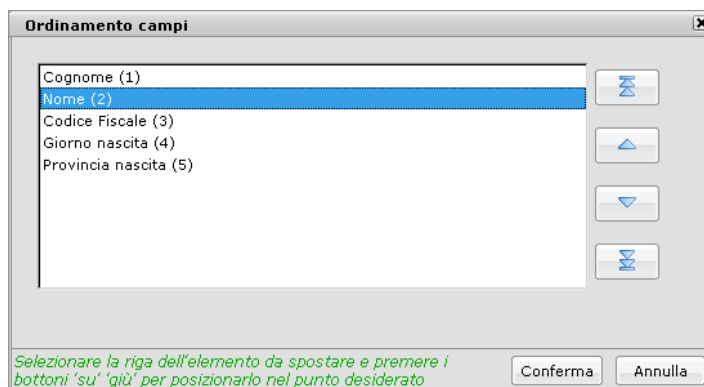 Ordinamento campi
Cognome (1)
Nome (2)
Codice Fiscale (3)
Giorno nascita (4)
Provincia nascita (5)
Selezionare la riga dell'elemento da spostare e premere i
bottoni 'su' 'giù' per posizionarlo nel punto desiderato
Conferma
Annulla